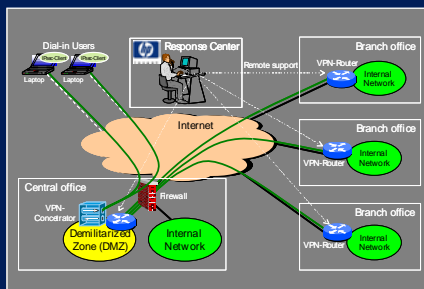 Dial-in Users
IPsec Client
IPsec Client
Laptop
Laptop
hp
Response Center
Remote support
Branch office
VPN-Router
Internal
Network
Internet
Branch office
VPN-Router
Internal
Network
Central office
Firewall
VPN-
Concetrator
Demilitarized
Zone (DMZ)
Internal
Network
Branch office
VPN-Router
Internal
Network